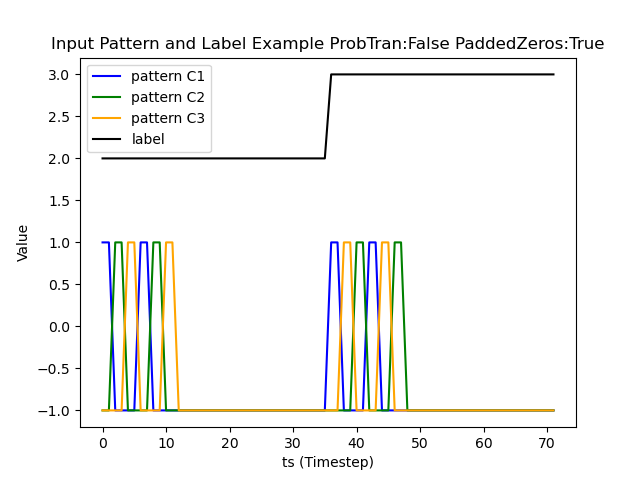 Input Pattern and Label Example ProbTran:False PaddedZeros:True
pattern C1
pattern C2
pattern C3
label
Value
3.0
2.5
2.0
1.5
1.0
0.5
0.0
−0.5
−1.0
0 10 20 30 40 50 60 70
ts (Timestep)